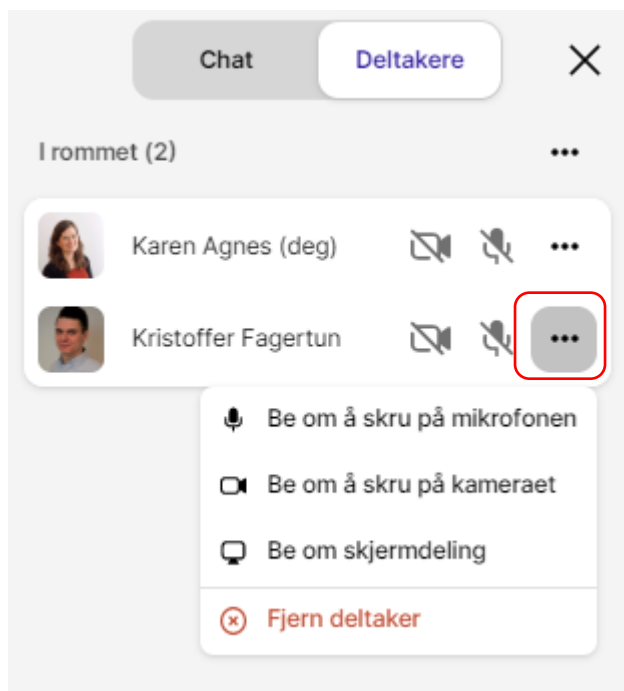 Chat Deltakere
I rommet (2)
Karen Agnes (deg)
Kristoffer Fagertun
Be om å skru på mikrofonen
Be om å skru på kameraet
Be om skjermdeling
Fjern deltaker